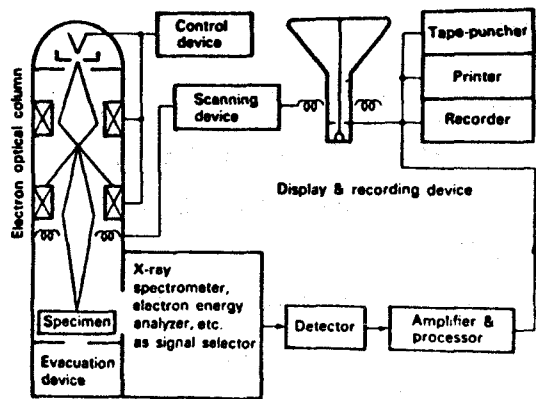 Control
device
Tape-puncher
Printer
Recorder
Scanning
device
Electron optical column
Display & recording device
X-ray
spectrometer,
electron energy
analyzer, etc.
as signal selector
Specimen
Detector
Amplifier &
processor
Evacuation
device